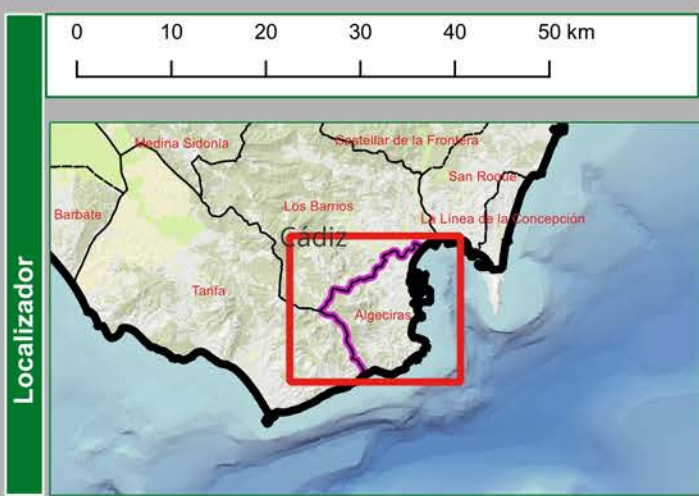 0 10 20 30 40 50 km
Localizador
Medina Sidonia
Castellar de la Frontera
San Roque
Los Barrios
Barbate
La Línea de la Concepción
Cádiz
Tarifa
Algeciras